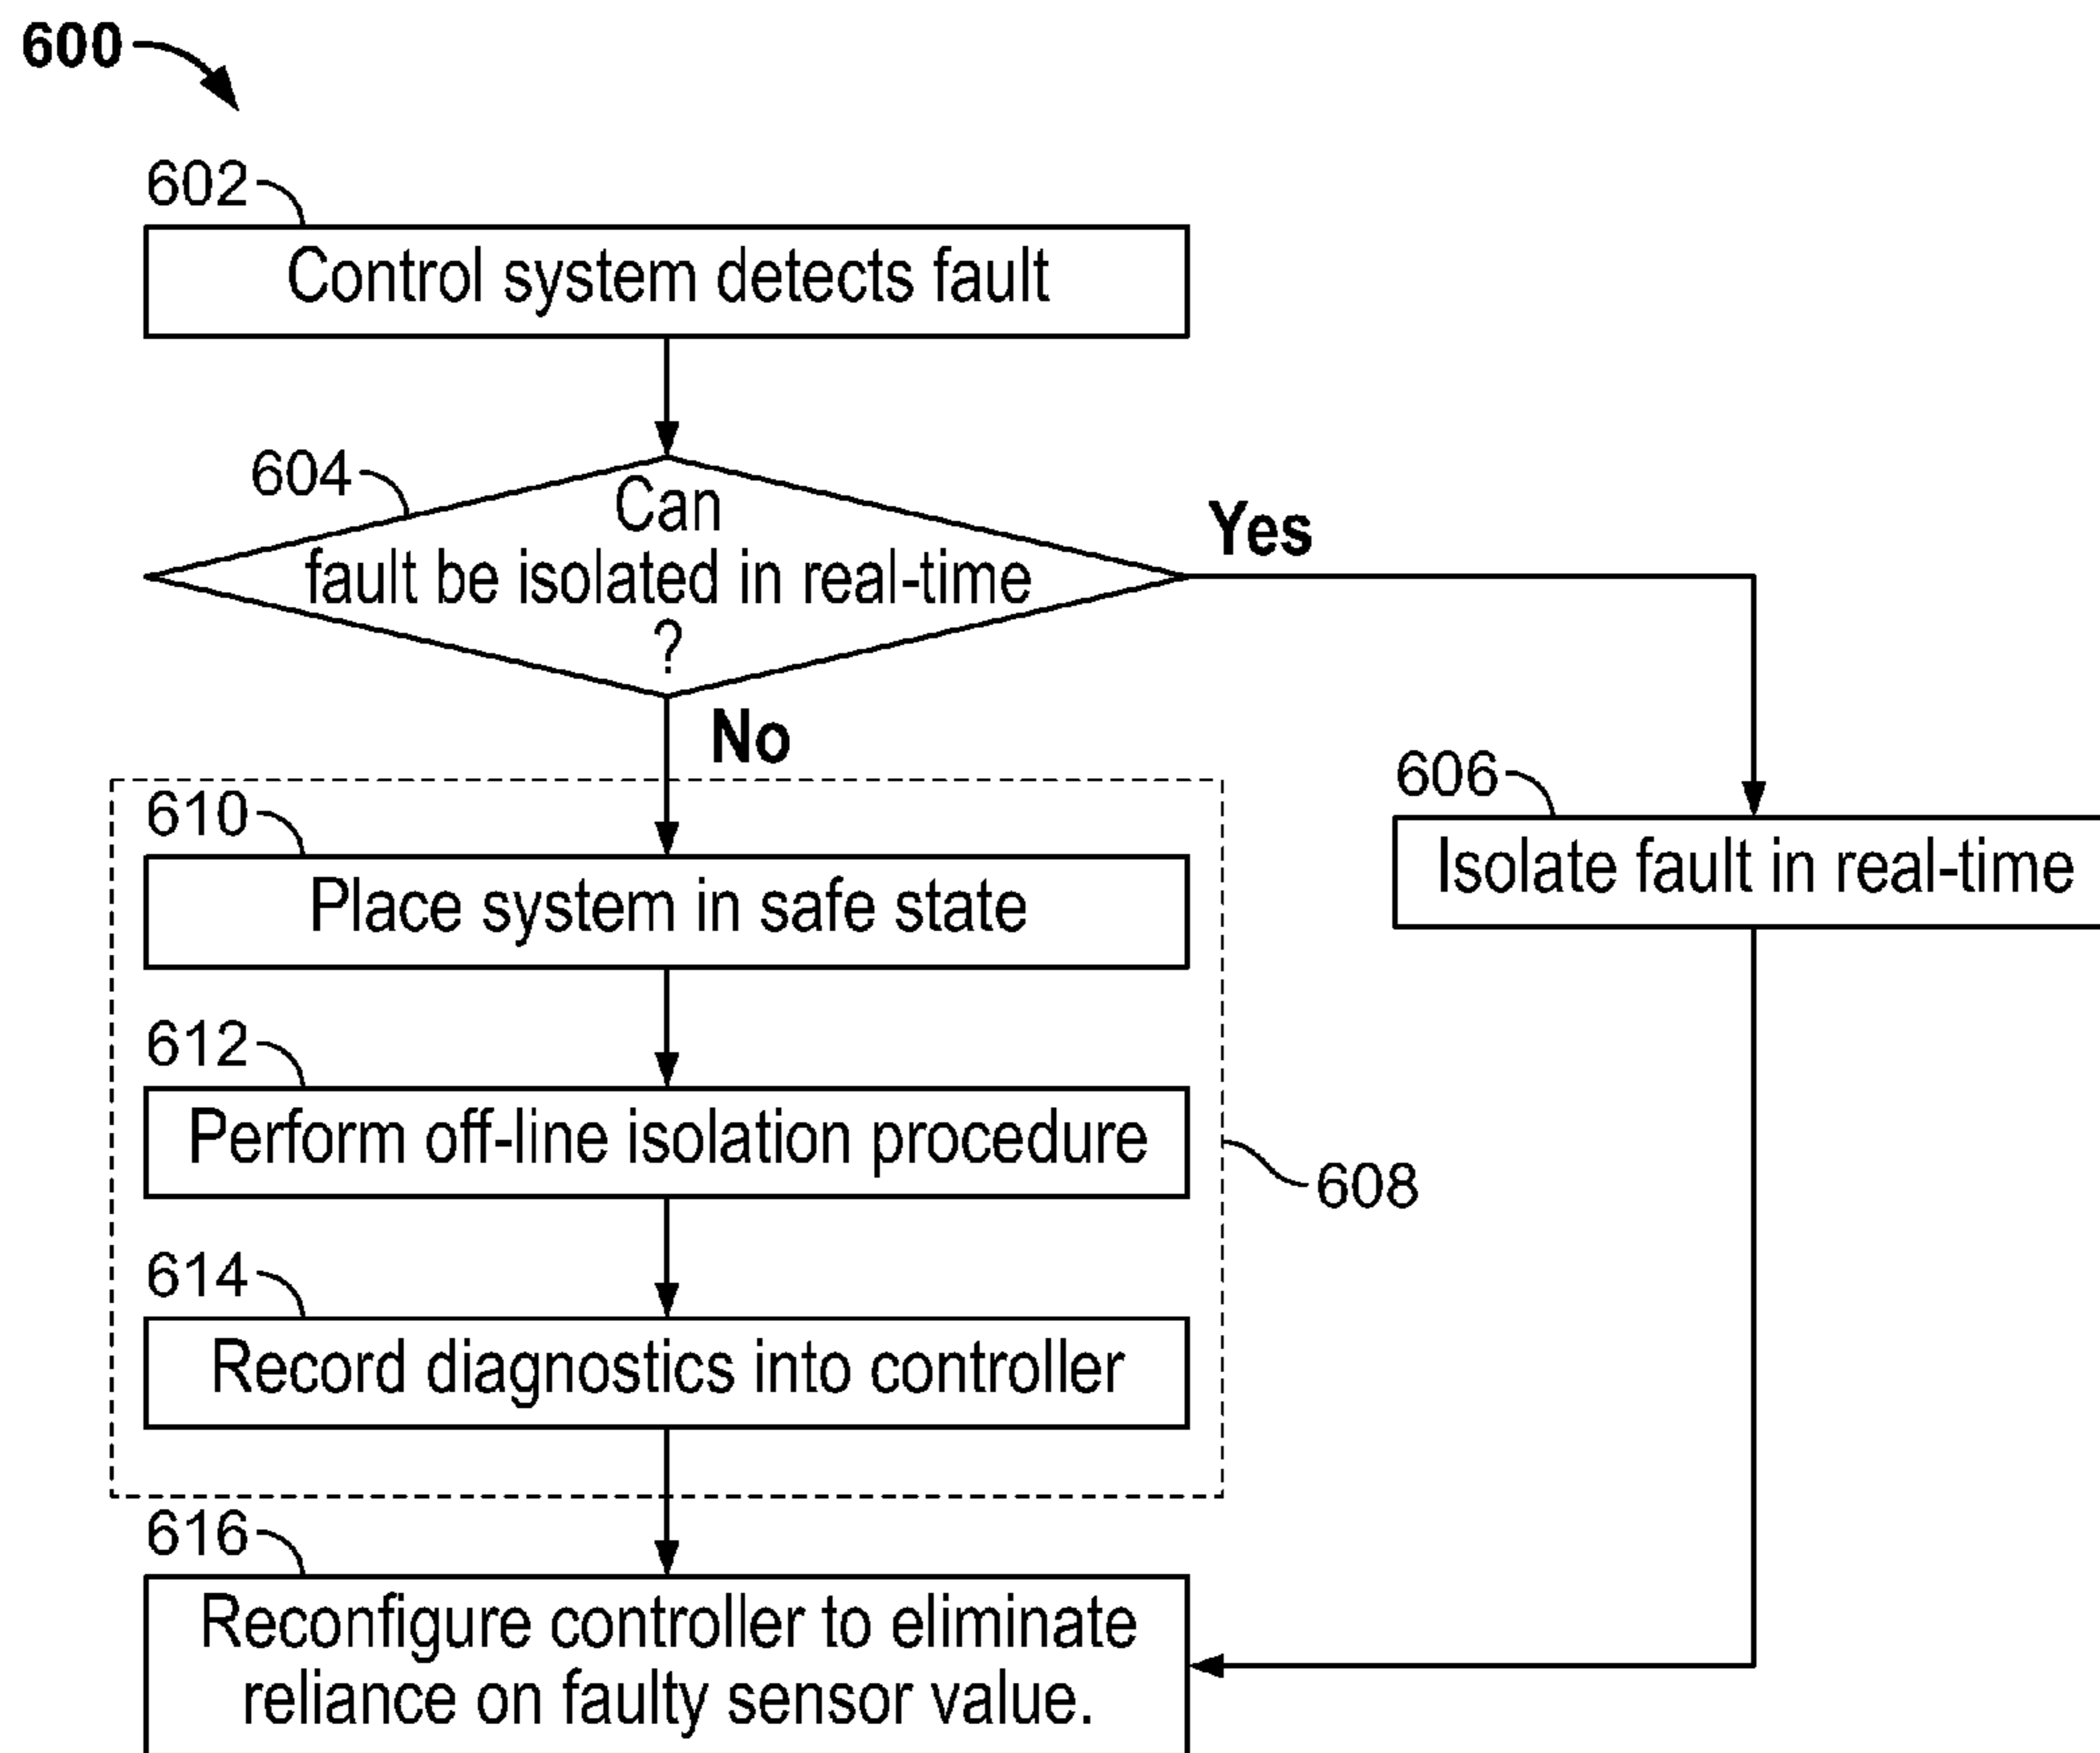 600
602
Control system detects fault
604
Can
fault be isolated in real-time
?
Yes
No
606
Isolate fault in real-time
610
Place system in safe state
612
Perform off-line isolation procedure
608
614
Record diagnostics into controller
616
Reconfigure controller to eliminate
reliance on faulty sensor value.